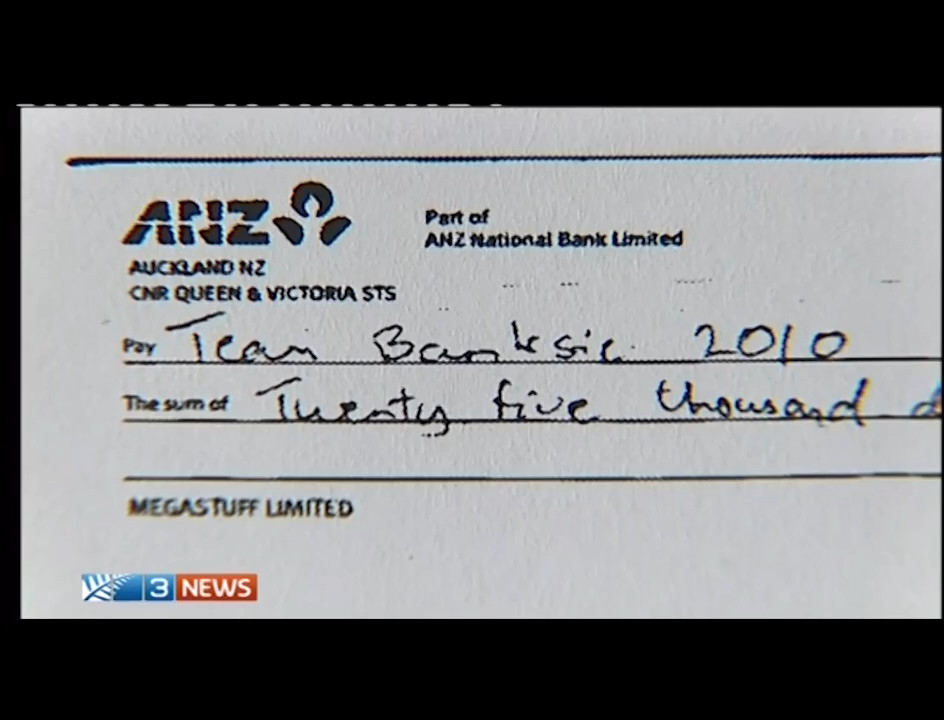 ANZ
Part of
ANZ National Bank Limited
AUCKLAND NZ
CNR QUEEN & VICTORIA STS
Pay Team Banksie 2010
The sum of Twenty five thousand d
MEGASTUFF LIMITED
3 NEWS